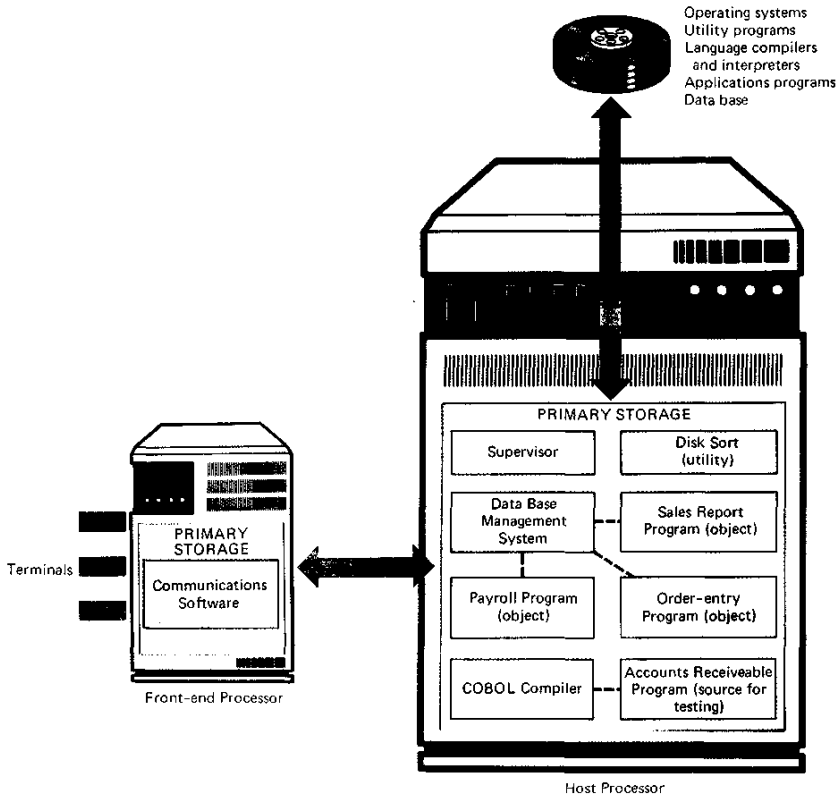 Operating systems
Utility programs
Language compilers
and interpreters
Applications programs
Data base
PRIMARY STORAGE
Supervisor
Disk Sort
(utility)
Data Base
Management
System
Sales Report
Program (object)
Payroll Program
(object)
Order-entry
Program (object)
COBOL Compiler
Accounts Receiveable
Program (source for
testing)
Host Processor
PRIMARY
STORAGE
Communications
Software
Terminals
Front-end Processor